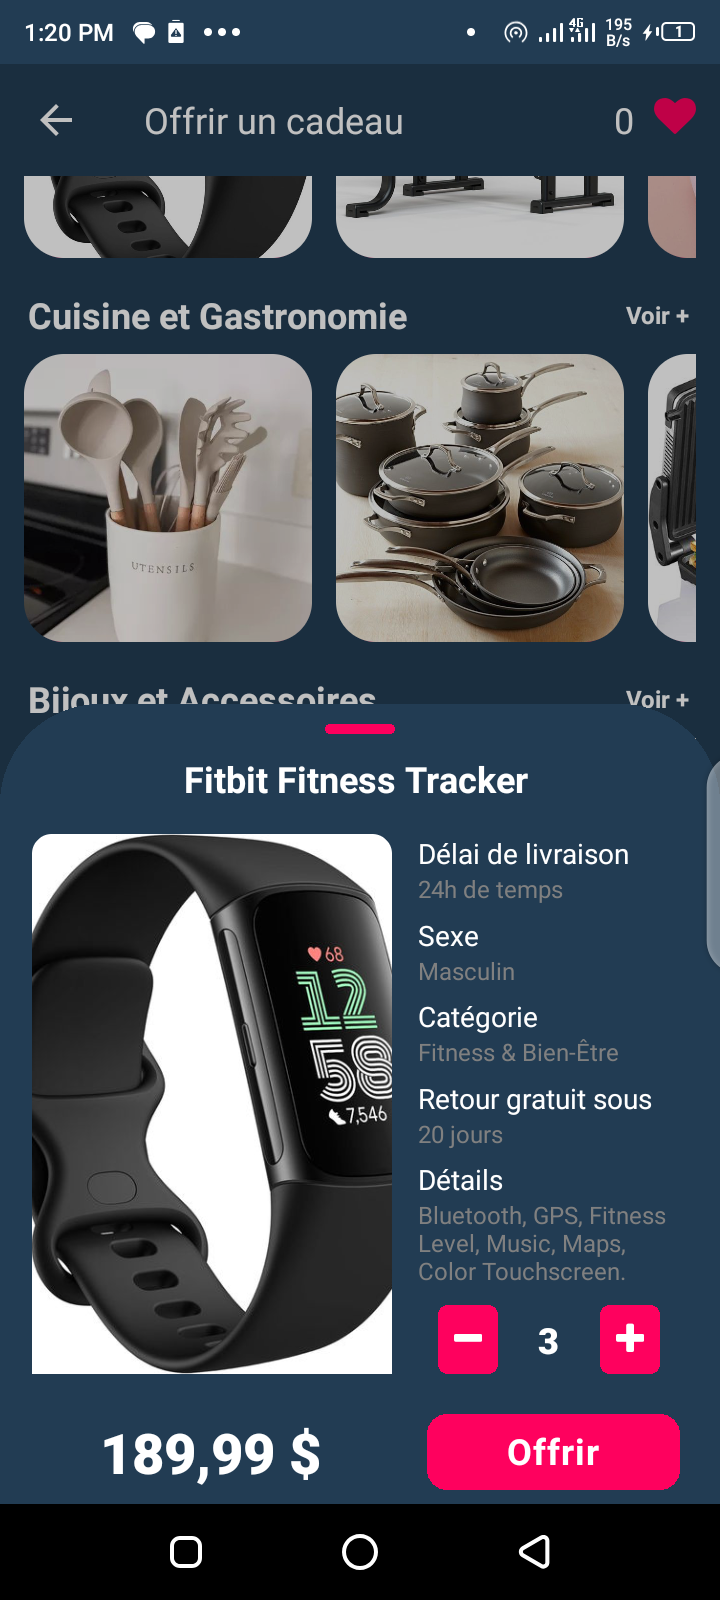 1:20 PM
4G
195
B/s
1
Offrir un cadeau
0
Cuisine et Gastronomie
Voir +
UTENSILS
Bijoux et Accessoires
Voir +
Fitbit Fitness Tracker
68
12
58
7,546
Délai de livraison
24h de temps
Sexe
Masculin
Catégorie
Fitness & Bien-Être
Retour gratuit sous
20 jours
Détails
Bluetooth, GPS, Fitness
Level, Music, Maps,
Color Touchscreen.
3
189,99 $
Offrir